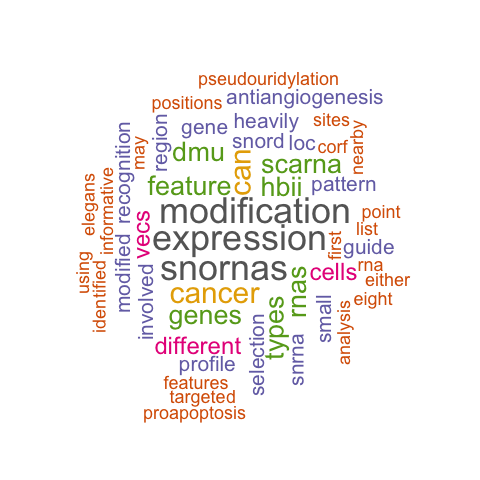 pseudouridylation
positions
antiangiogenesis
region
gene
heavily
sites
snord
loc
corf
nearby
may
recognition
dmu
can
scarna
feature
hbii
pattern
elegans
informative
modification
point
vecs
expression
first
list
guide
using
identified
modified
involved
snornas
rnas
cells
rna
either
cancer
eight
genes
types
small
analysis
different
selection
snrna
profile
features
targeted
proapoptosis